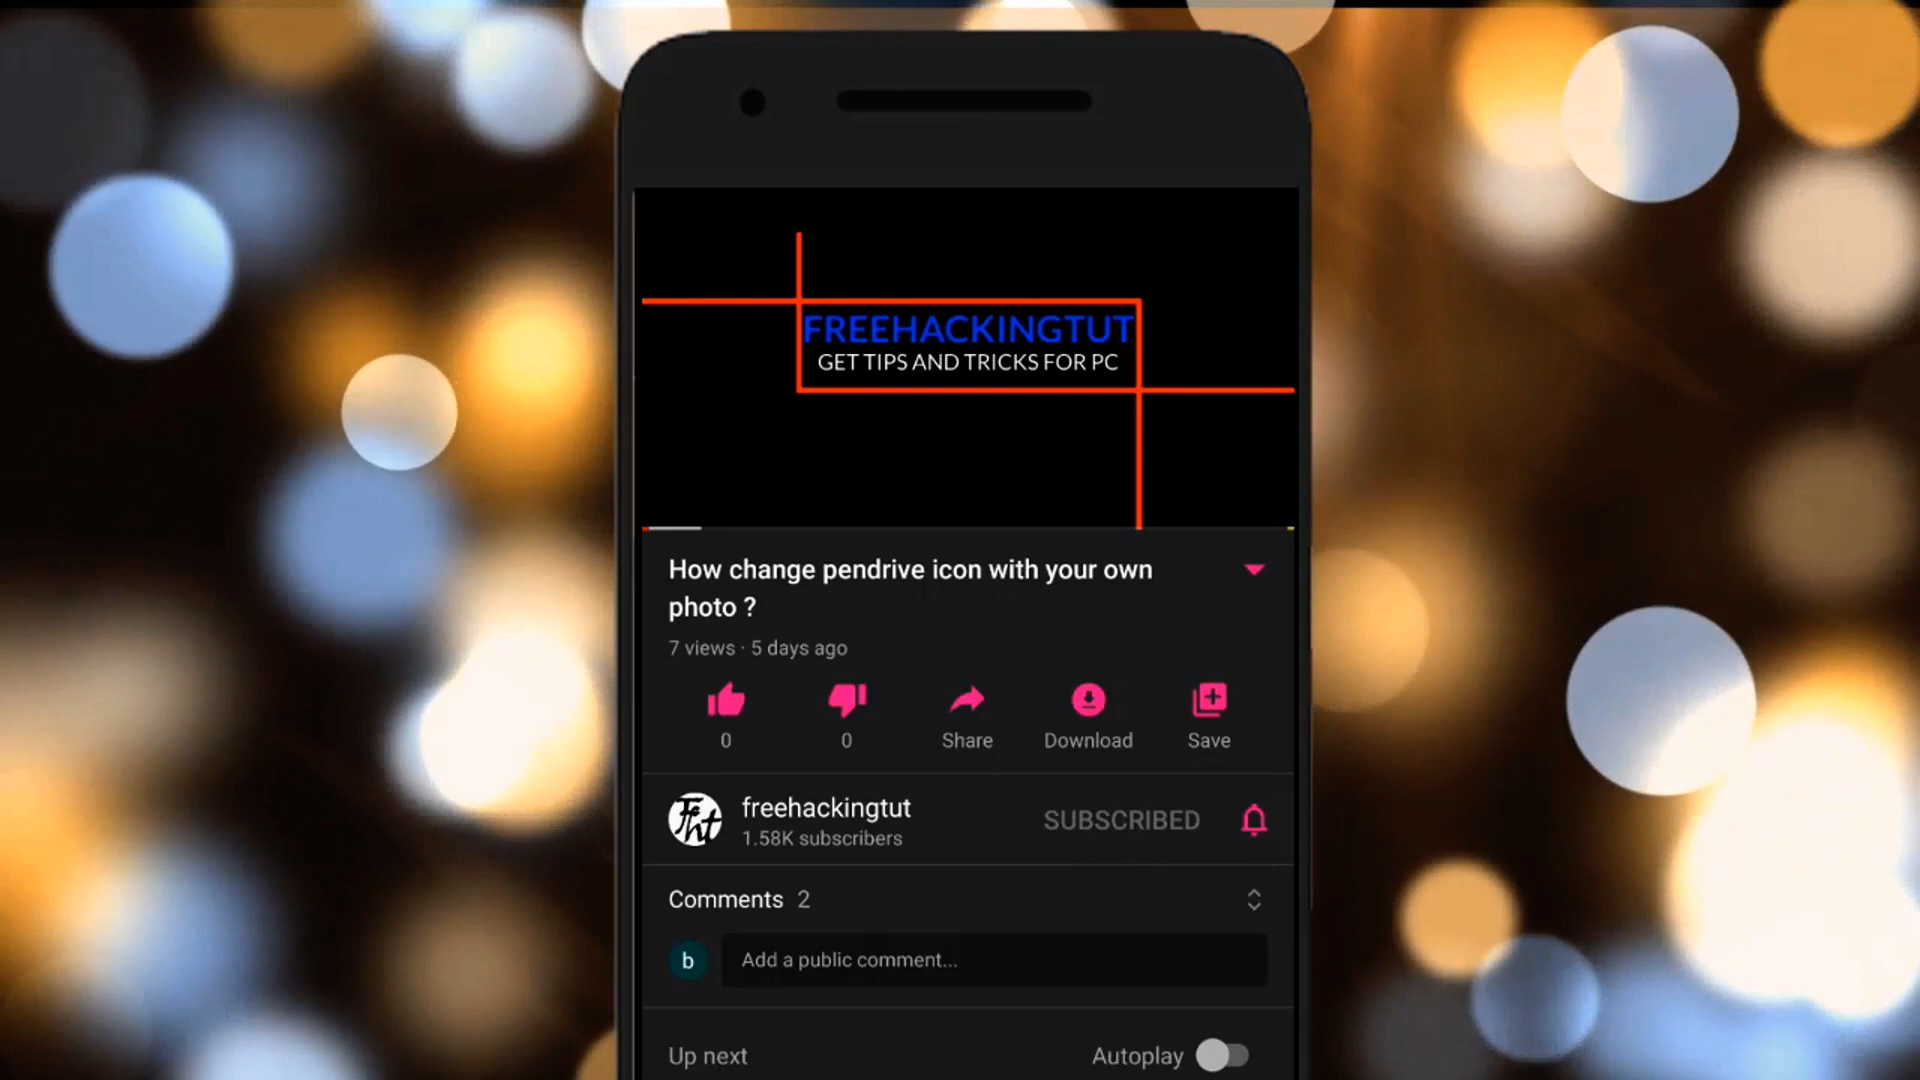 FREEHACKINGTUT
GET TIPS AND TRICKS FOR PC
How change pendrive icon with your own
photo ?
7 views · 5 days ago
0 0 Share Download Save
freehackingtut
1.58K subscribers
SUBSCRIBED
Comments 2
b
Add a public comment...
Up next
Autoplay